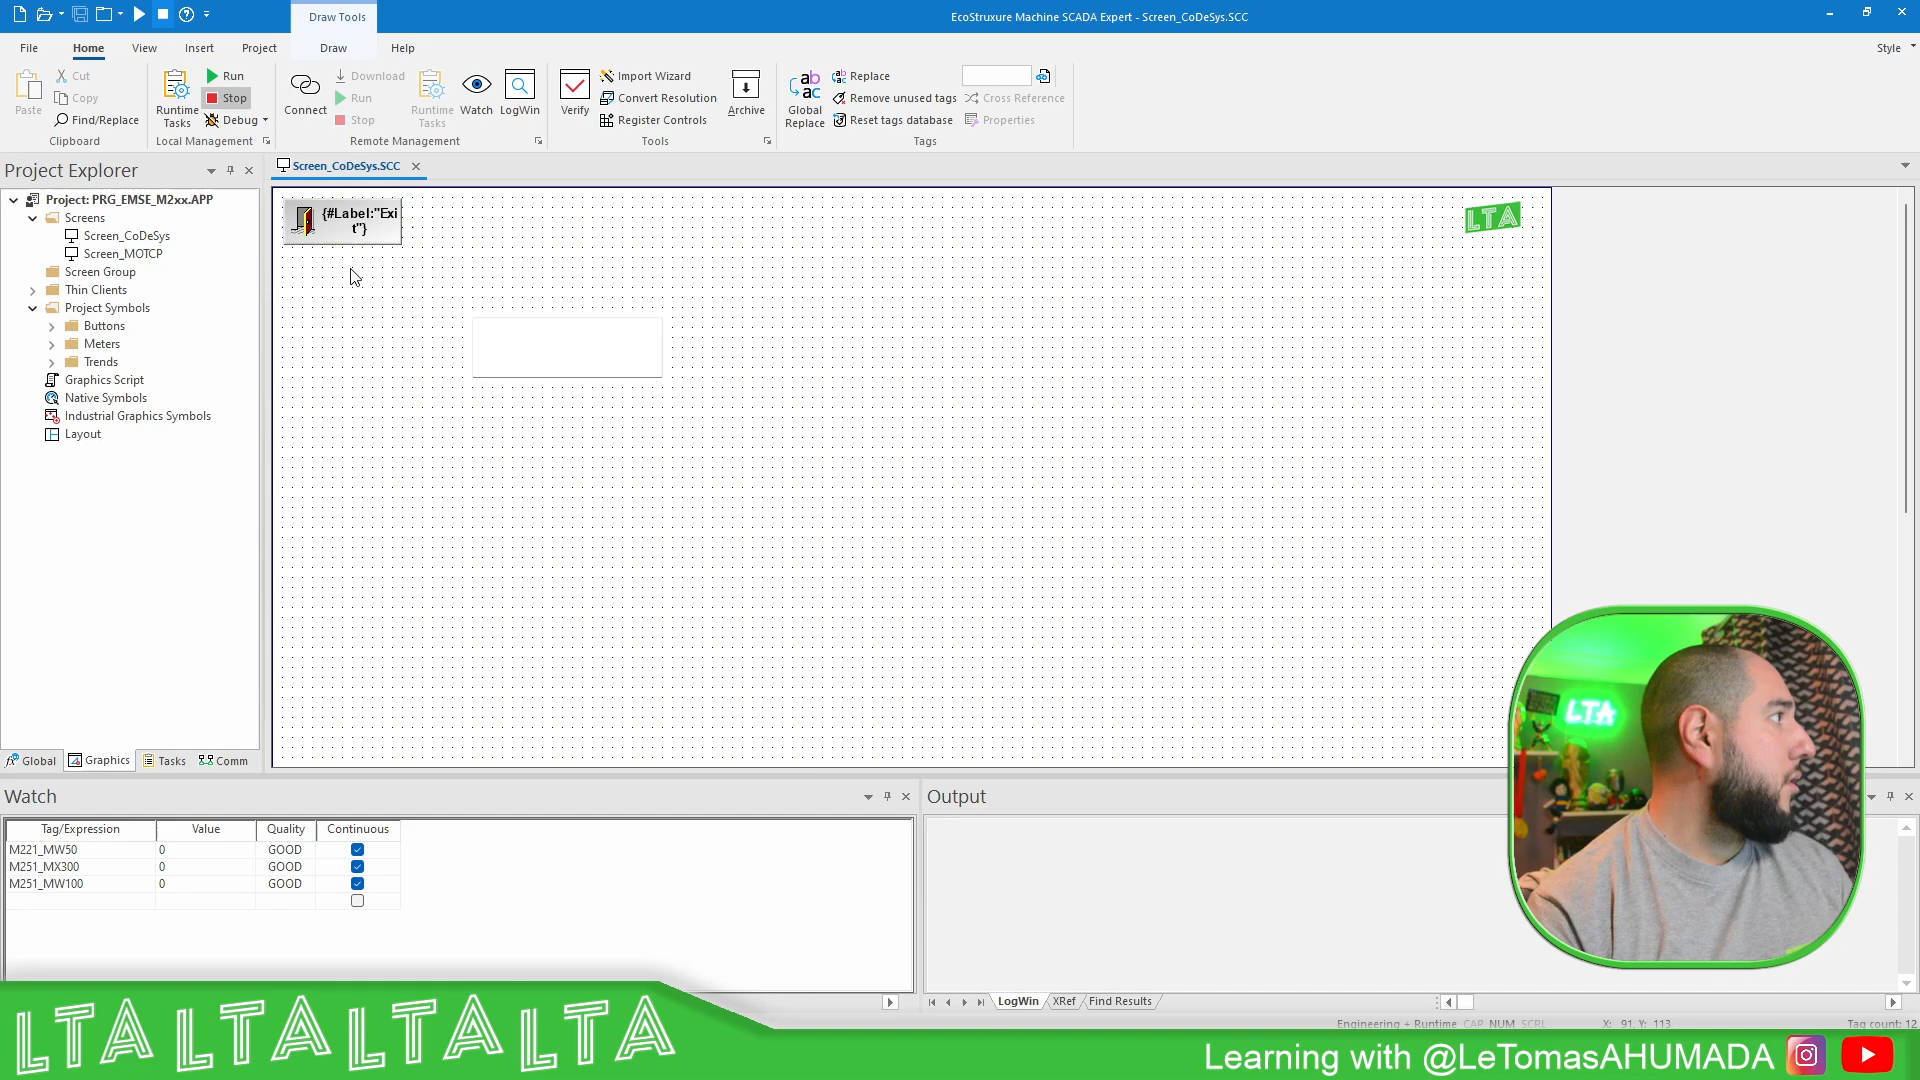 Draw Tools
EcoStruxure Machine SCADA Expert - Screen_CoDeSys.SCC
File Home View Insert Project Draw Help
Style
Paste
Cut
Copy
Find/Replace
Clipboard
Runtime Tasks
Run
Stop
Debug
Local Management
Connect
Download
Run
Stop
Runtime Tasks
Watch
LogWin
Remote Management
Verify
Import Wizard
Convert Resolution
Register Controls
Archive
Tools
Global Replace
Replace
Remove unused tags
Reset tags database
Cross Reference
Properties
Tags
Project Explorer
Project: PRG_EMSE_M2xx.APP
Screens
Screen_CoDeSys
Screen_MOTCP
Screen Group
Thin Clients
Project Symbols
Buttons
Meters
Trends
Graphics Script
Native Symbols
Industrial Graphics Symbols
Layout
Global Graphics Tasks Comm
Screen_CoDeSys.SCC
{#Label:"Exi
t"}
LTA
LTA
Watch
Tag/Expression Value Quality Continuous
M221_MW50 0 GOOD
M251_MX300 0 GOOD
M251_MW100 0 GOOD
Output
LogWin XRef Find Results
Engineering + Runtime CAP NUM SCRL X: 91, Y: 113 Tag count: 12
LTALTALTALTA
Learning with @LeTomasAHUMADA